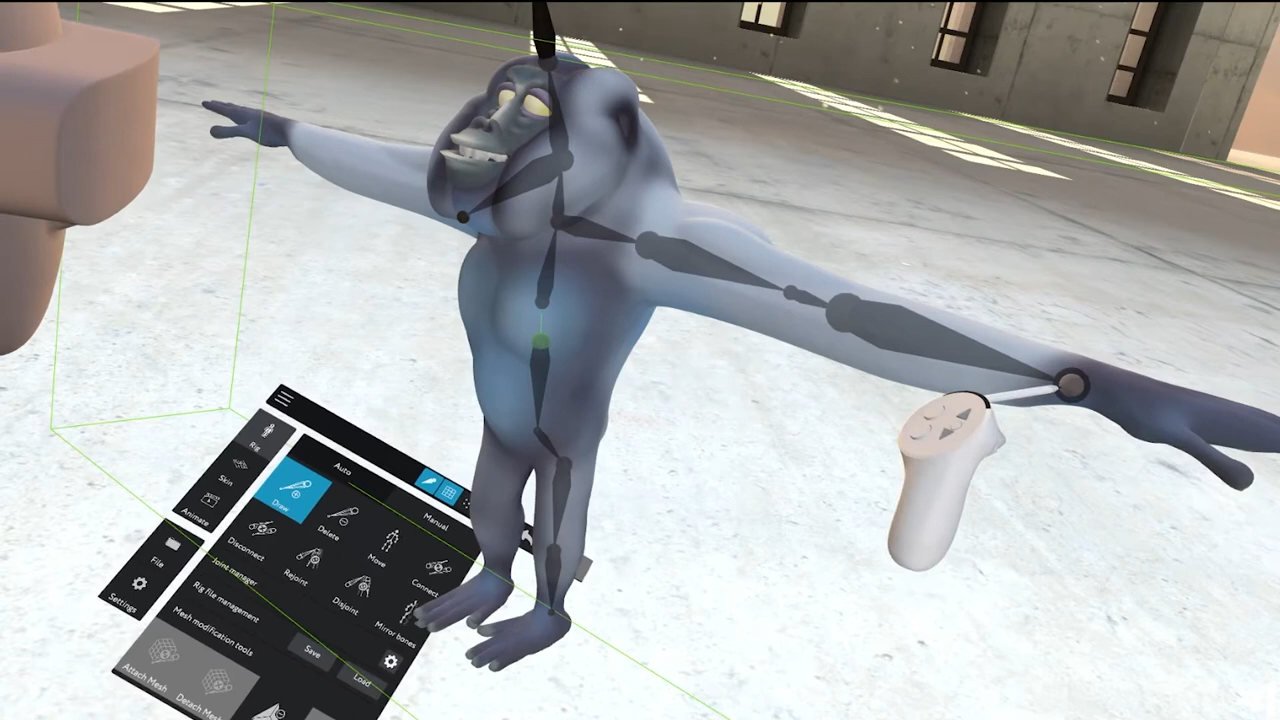 Rig
Skin
Animate
File
Settings
Auto
Manual
Draw
Delete
Move
Connect
Disconnect
Rejoint
Disjoint
Mirror bones
Joint manager
Rig file management
Save
Load
Mesh modification tools
Attach Mesh
Detach Mesh